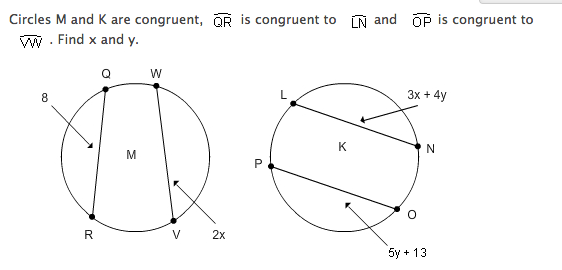 Circles M and K are congruent, QR is congruent to LN and OP is congruent to
VW . Find x and y.
Q W
8
M
R V 2x
L 3x + 4y
K N
P
O
5y + 13